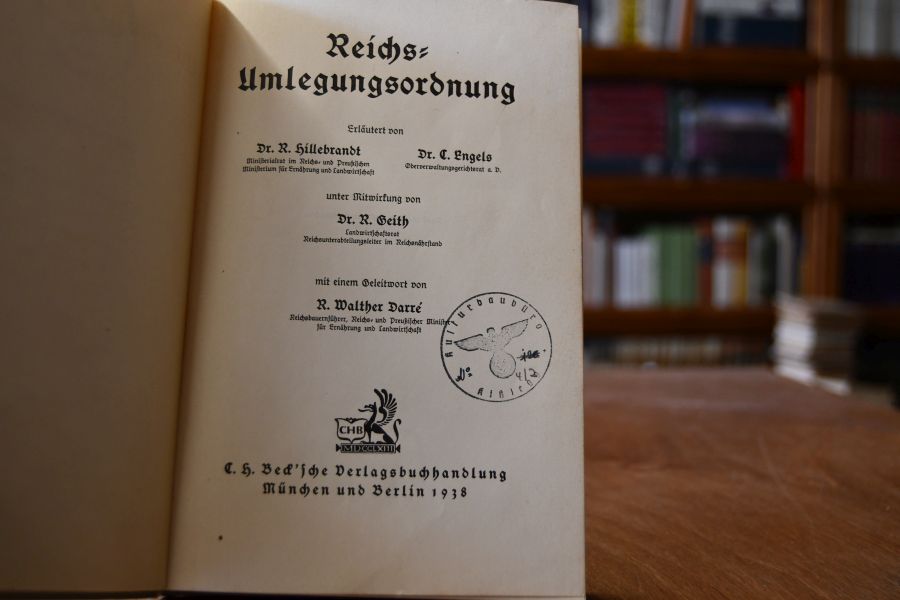 Reichs-
Umlegungsordnung
Erläutert von
Dr. R. Hillebrandt
Ministerialrat im Reichs- und Preußischen
Ministerium für Ernährung und Landwirtschaft
Dr. C. Engels
Oberverwaltungsgerichtsrat a. D.
unter Mitwirkung von
Dr. R. Geith
Landwirtschaftsrat
Reichsunterabteilungsleiter im Reichsnährstand
mit einem Geleitwort von
R. Walther Darré
Reichsbauernführer, Reichs- und Preußischer Minister
für Ernährung und Landwirtschaft
Kulturbaubüro
CHB
MDCCLXIII
C. H. Beck'sche Verlagsbuchhandlung
München und Berlin 1938